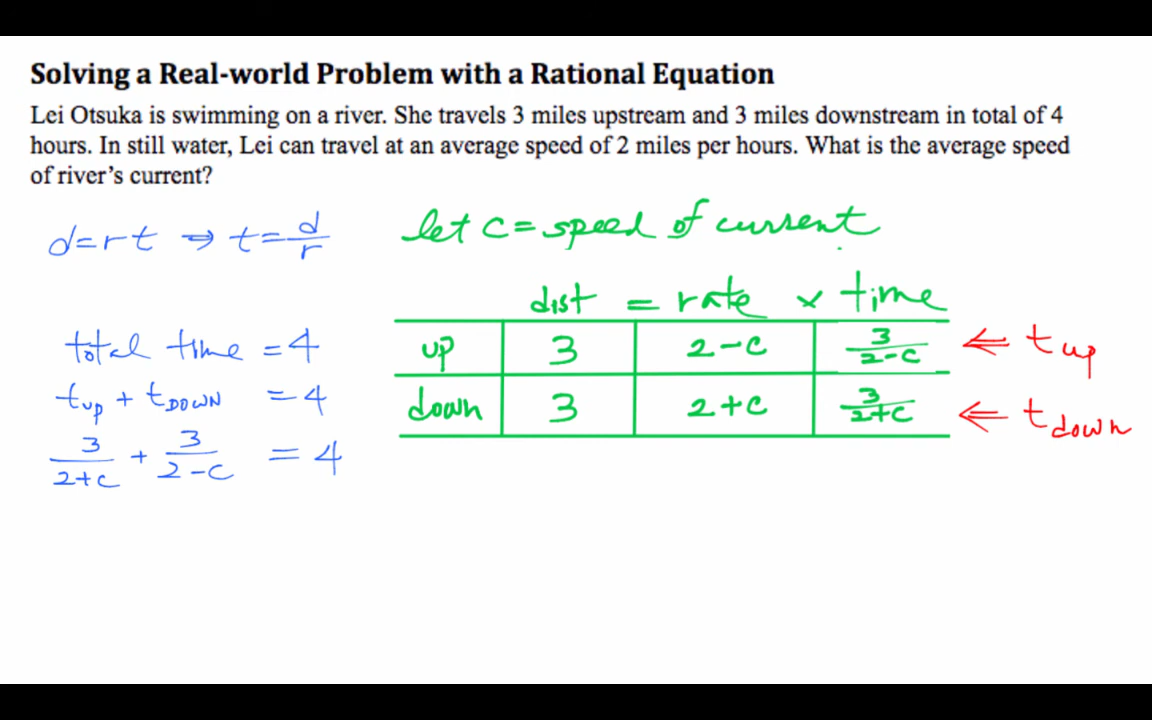 Solving a Real-world Problem with a Rational Equation
Lei Otsuka is swimming on a river. She travels 3 miles upstream and 3 miles downstream in total of 4
hours. In still water, Lei can travel at an average speed of 2 miles per hours. What is the average speed
of river's current?
d=rt ⇒ t=d/r
let c = speed of current
dist = rate × time
up 3 2-c 3/(2-c) ⇐ t up
down 3 2+c 3/(2+c) ⇐ t down
total time = 4
tup + tDOWN = 4
3/(2+c) + 3/(2-c) = 4